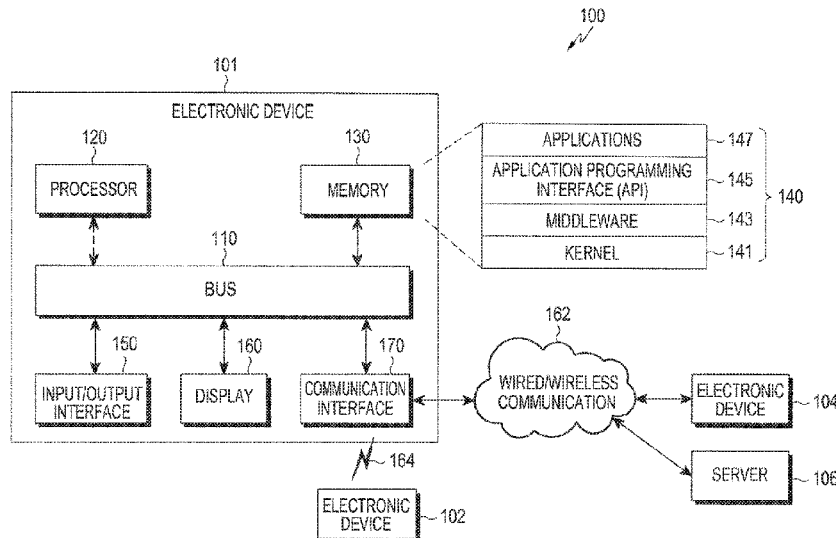 100
101
ELECTRONIC DEVICE
120
130
PROCESSOR
MEMORY
APPLICATIONS
147
APPLICATION PROGRAMMING
INTERFACE (API)
145
140
MIDDLEWARE
143
KERNEL
141
110
BUS
150
160
170
162
INPUT/OUTPUT
INTERFACE
DISPLAY
COMMUNICATION
INTERFACE
WIRED/WIRELESS
COMMUNICATION
ELECTRONIC
DEVICE
104
164
SERVER
106
ELECTRONIC
DEVICE
102